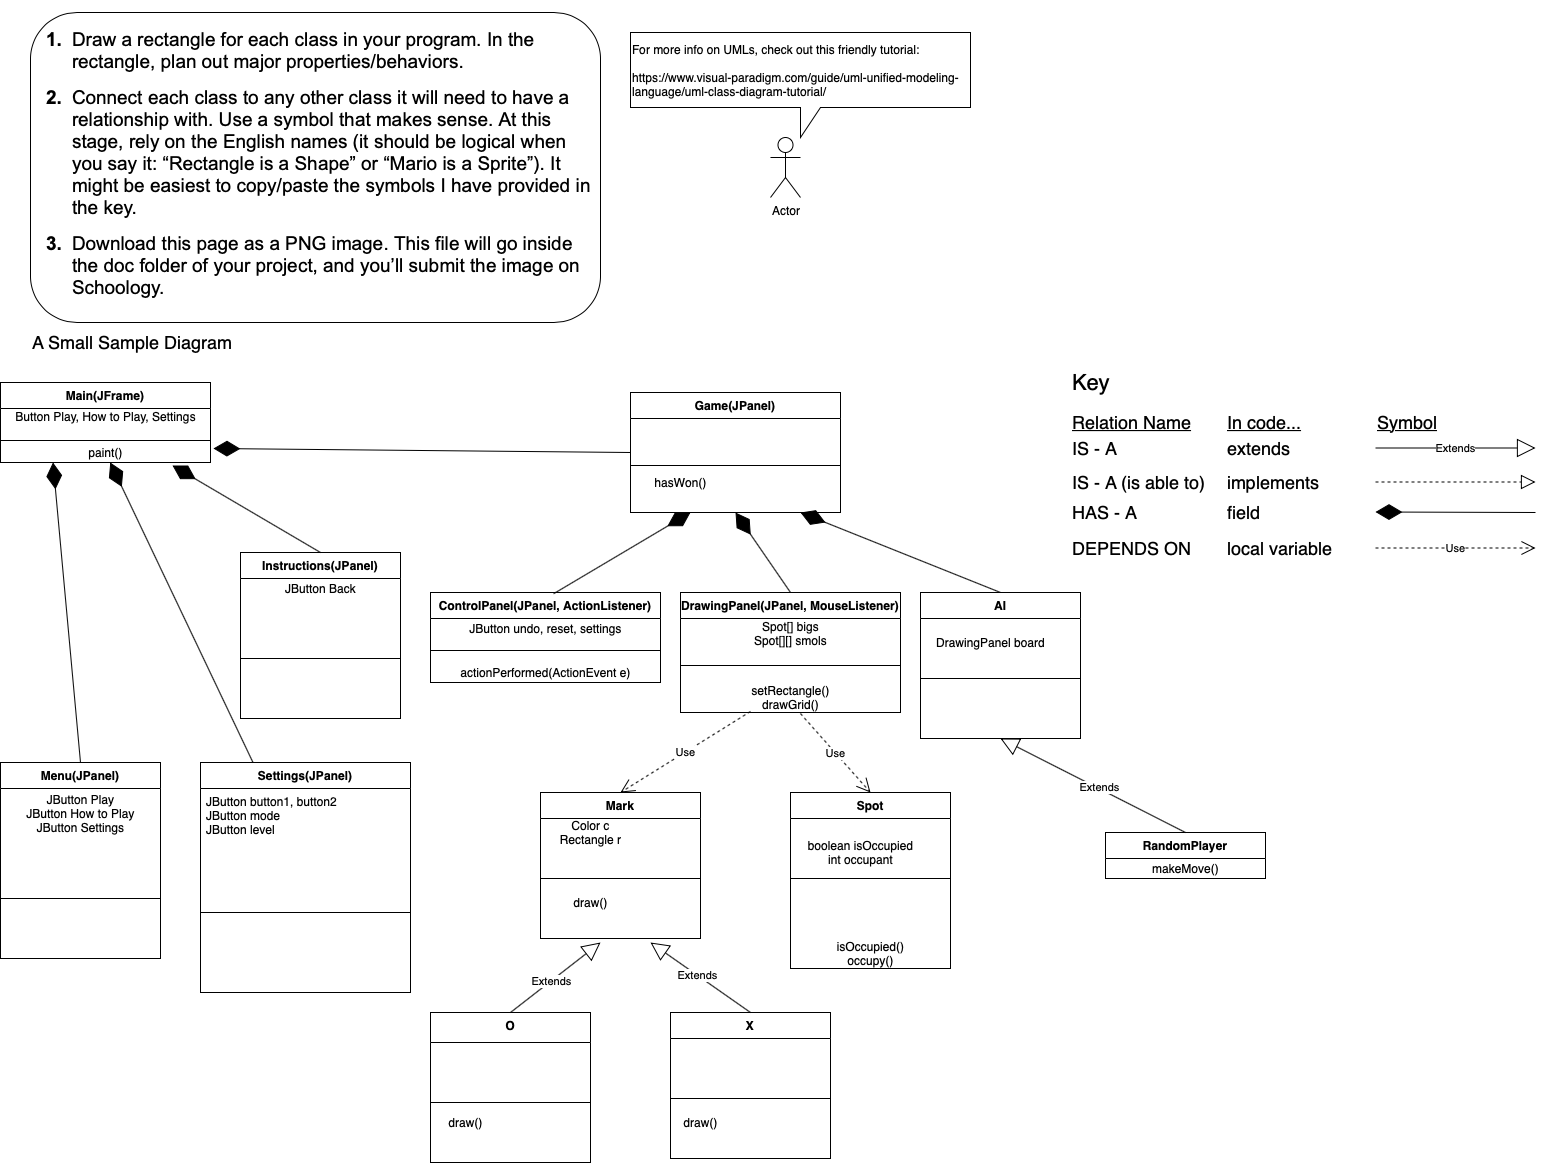 1. Draw a rectangle for each class in your program. In the
rectangle, plan out major properties/behaviors.
2. Connect each class to any other class it will need to have a
relationship with. Use a symbol that makes sense. At this
stage, rely on the English names (it should be logical when
you say it: “Rectangle is a Shape” or “Mario is a Sprite”). It
might be easiest to copy/paste the symbols I have provided in
the key.
3. Download this page as a PNG image. This file will go inside
the doc folder of your project, and you’ll submit the image on
Schoology.
For more info on UMLs, check out this friendly tutorial:
https://www.visual-paradigm.com/guide/uml-unified-modeling-
language/uml-class-diagram-tutorial/
Actor
A Small Sample Diagram
Key
Relation Name In code... Symbol
IS - A extends Extends
IS - A (is able to) implements
HAS - A field
DEPENDS ON local variable Use
Main(JFrame)
Button Play, How to Play, Settings
paint()
Game(JPanel)
hasWon()
Instructions(JPanel)
JButton Back
ControlPanel(JPanel, ActionListener)
JButton undo, reset, settings
actionPerformed(ActionEvent e)
DrawingPanel(JPanel, MouseListener)
Spot[] bigs
Spot[][] smols
setRectangle()
drawGrid()
AI
DrawingPanel board
Use
Use
Extends
Menu(JPanel)
JButton Play
JButton How to Play
JButton Settings
Settings(JPanel)
JButton button1, button2
JButton mode
JButton level
Mark
Color c
Rectangle r
draw()
Spot
boolean isOccupied
int occupant
isOccupied()
occupy()
RandomPlayer
makeMove()
Extends
Extends
O
draw()
X
draw()